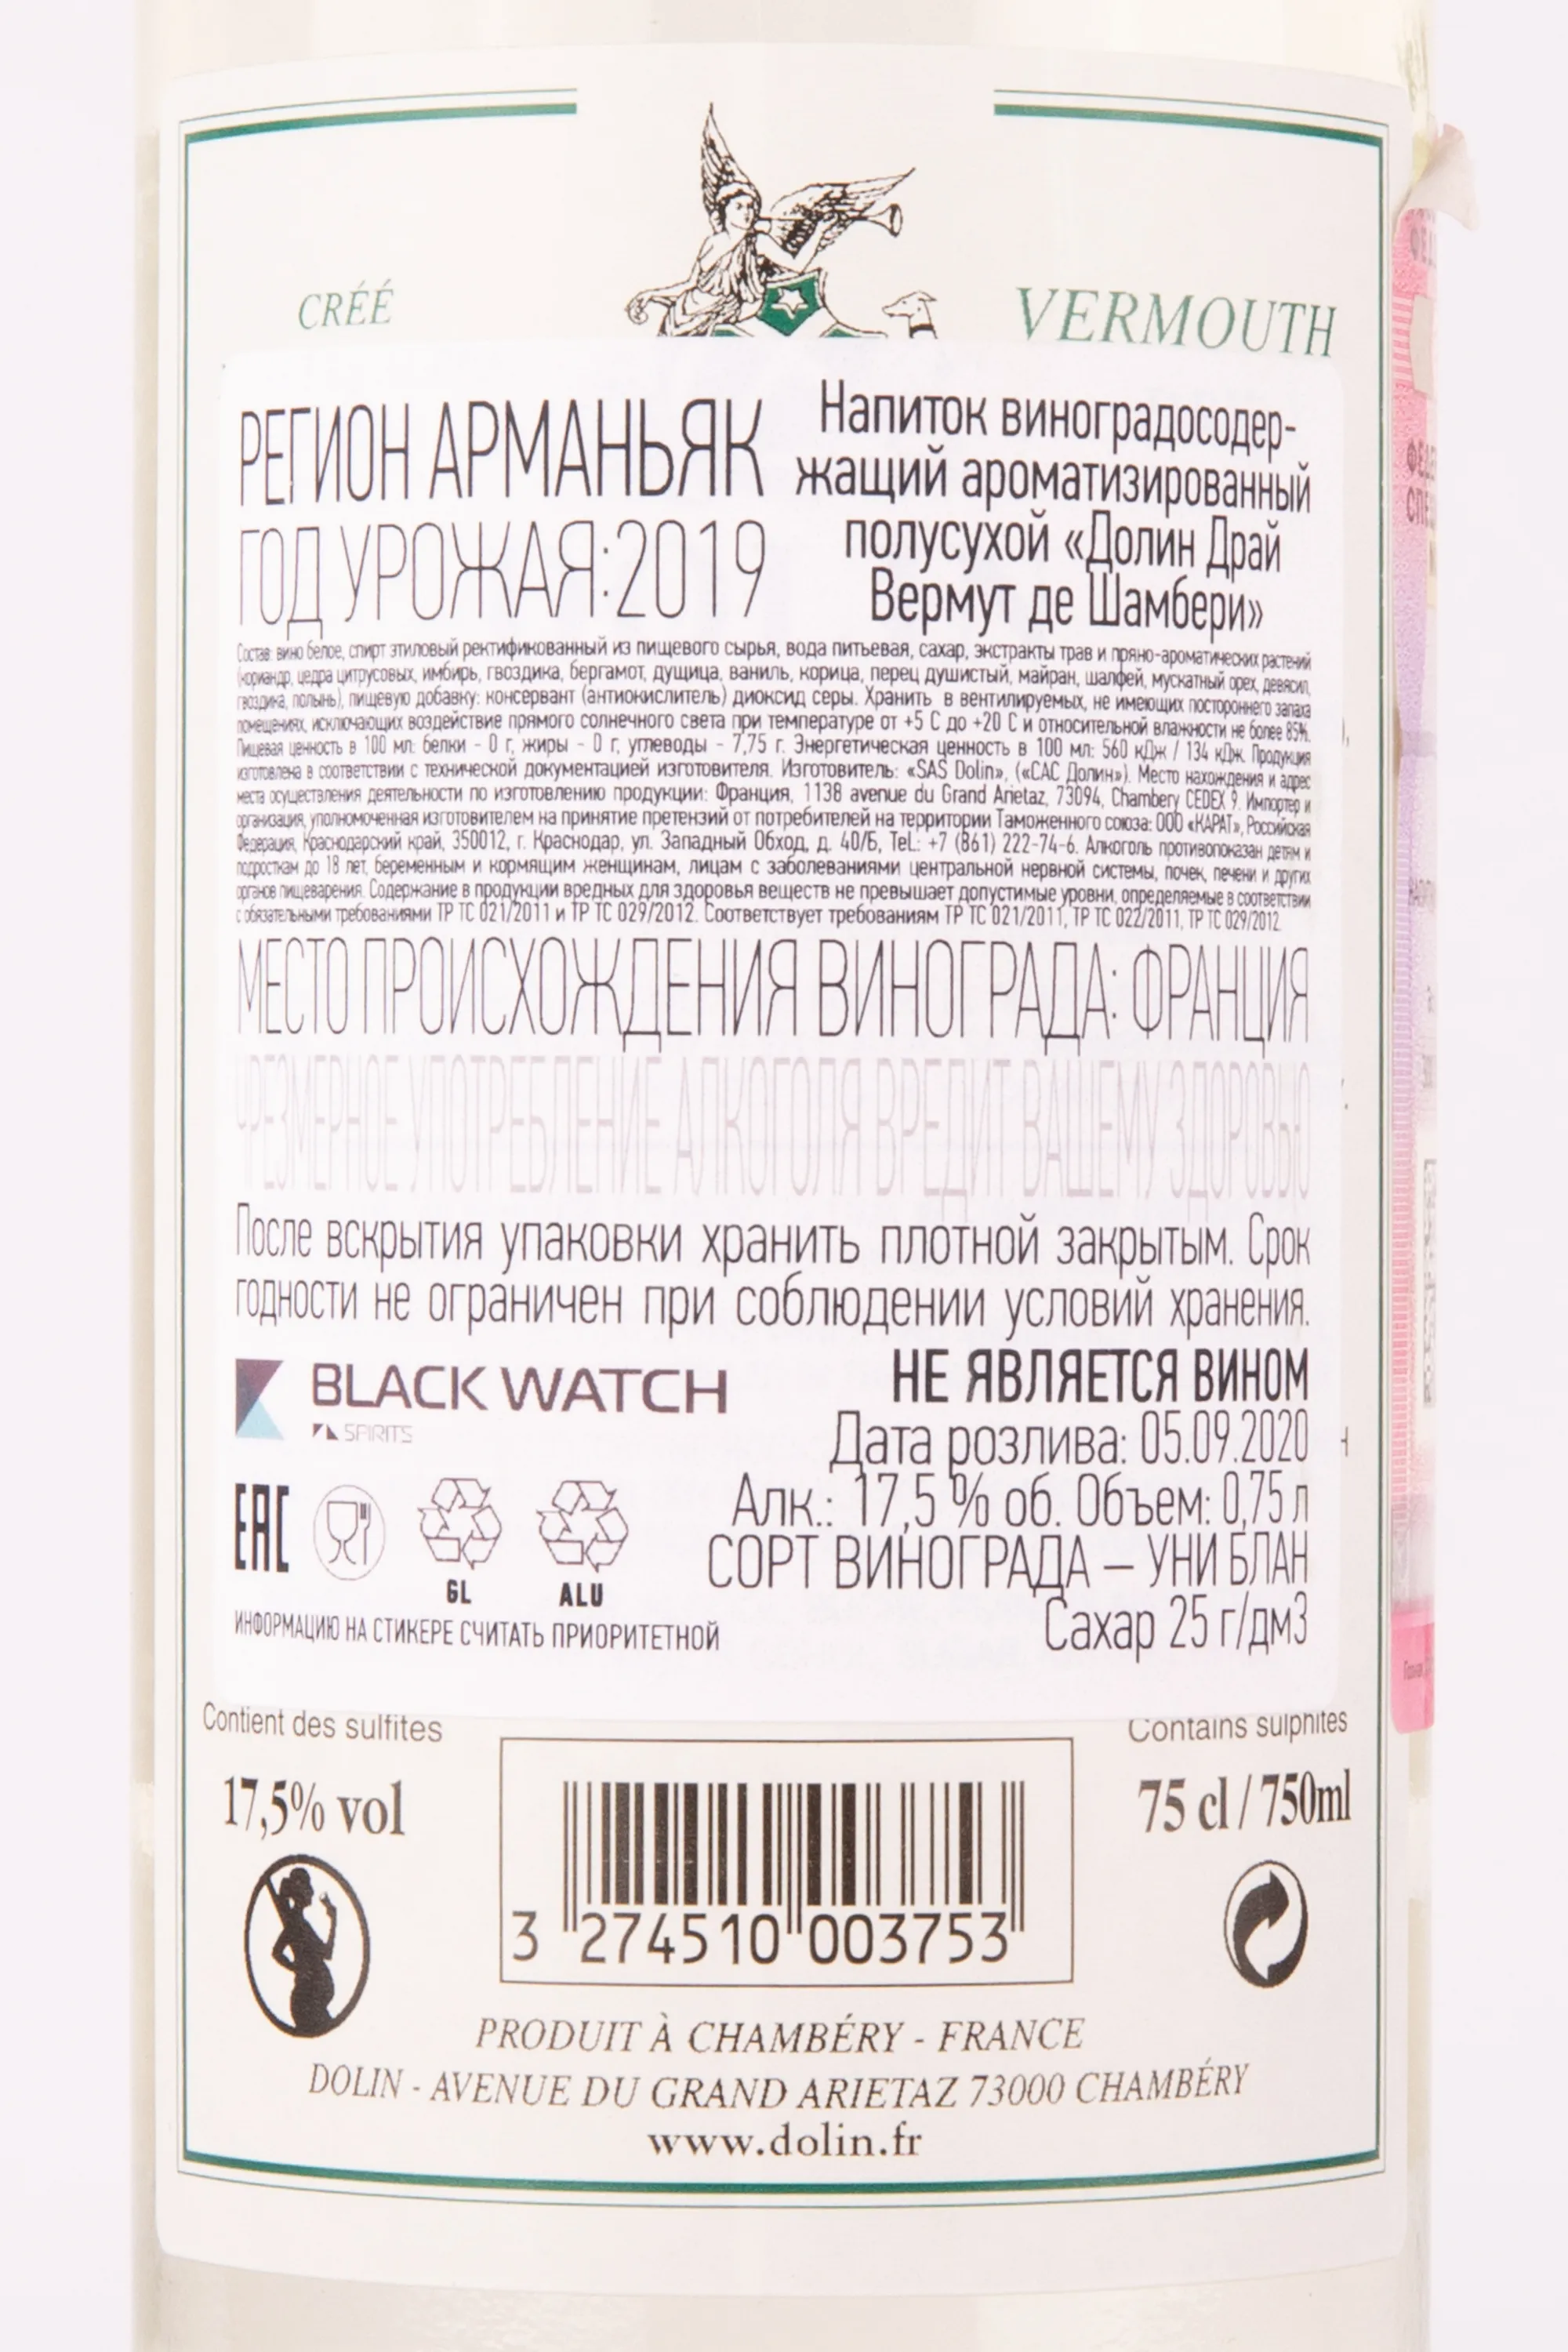 CRÉÉ
VERMOUTH
РЕГИОН АРМАНЬЯК
ГОД УРОЖАЯ:2019
Напиток виноградосодер-
жащий ароматизированный
полусухой «Долин Драй
Вермут де Шамбери»
Состав: вино белое, спирт этиловый ректификованный из пищевого сырья, вода питьевая, сахар, экстракты трав и пряно-ароматических растений
(кориандр, цедра цитрусовых, имбирь, гвоздика, бергамот, душица, ваниль, корица, перец душистый, майран, шалфей, мускатный орех, девясил,
гвоздика, полынь), пищевую добавку: консервант (антиокислитель) диоксид серы. Хранить в вентилируемых, не имеющих постороннего запаха
помещениях, исключающих воздействие прямого солнечного света при температуре от +5 С до +20 С и относительной влажности не более 85%.
Пищевая ценность в 100 мл: белки - 0 г, жиры - 0 г, углеводы - 7,75 г. Энергетическая ценность в 100 мл: 560 кДж / 134 кДж. Продукция
изготовлена в соответствии с технической документацией изготовителя. Изготовитель: «SAS Dolin», («САС Долин»). Место нахождения и адрес
места осуществления деятельности по изготовлению продукции: Франция, 1138 avenue du Grand Arietaz, 73094, Chambery CEDEX 9. Импортер и
организация, уполномоченная изготовителем на принятие претензий от потребителей на территории Таможенного союза: ООО «КАРАТ», Российская
Федерация, Краснодарский край, 350012, г. Краснодар, ул. Западный Обход, д. 40/Б, Tel.: +7 (861) 222-74-6. Алкоголь противопоказан детям и
подросткам до 18 лет, беременным и кормящим женщинам, лицам с заболеваниями центральной нервной системы, почек, печени и других
органов пищеварения. Содержание в продукции вредных для здоровья веществ не превышает допустимые уровни, определяемые в соответствии
с обязательными требованиями ТР ТС 021/2011 и ТР ТС 029/2012. Соответствует требованиям ТР ТС 021/2011, ТР ТС 022/2011, ТР ТС 029/2012.
МЕСТО ПРОИСХОЖДЕНИЯ ВИНОГРАДА: ФРАНЦИЯ
ЧРЕЗМЕРНОЕ УПОТРЕБЛЕНИЕ АЛКОГОЛЯ ВРЕДИТ ВАШЕМУ ЗДОРОВЬЮ
После вскрытия упаковки хранить плотной закрытым. Срок
годности не ограничен при соблюдении условий хранения.
BLACK WATCH
SPIRITS
НЕ ЯВЛЯЕТСЯ ВИНОМ
Дата розлива: 05.09.2020
Алк.: 17,5 % об. Объем: 0,75 л
СОРТ ВИНОГРАДА – УНИ БЛАН
Сахар 25 г/дм3
EAC
GL
ALU
ИНФОРМАЦИЮ НА СТИКЕРЕ СЧИТАТЬ ПРИОРИТЕТНОЙ
Contient des sulfites
Contains sulphites
17,5% vol
75 cl / 750ml
3 274510 003753
PRODUIT À CHAMBÉRY - FRANCE
DOLIN - AVENUE DU GRAND ARIETAZ 73000 CHAMBÉRY
www.dolin.fr